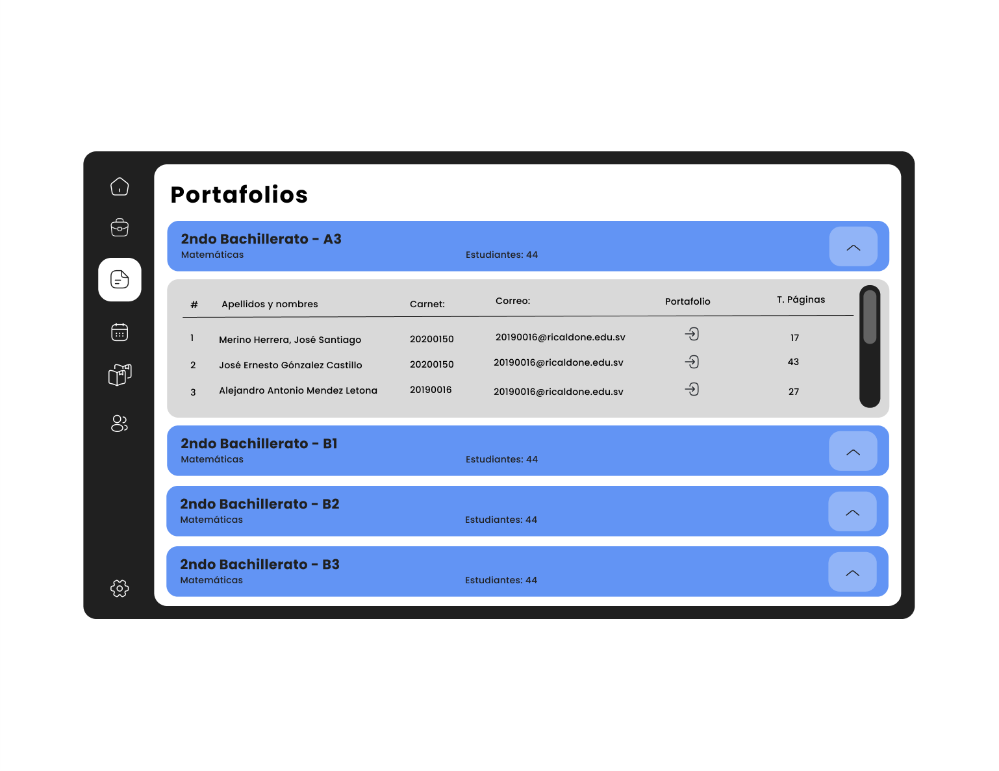 Portafolios
2ndo Bachillerato - A3
Matemáticas Estudiantes: 44
# Apellidos y nombres Carnet: Correo: Portafolio T. Páginas
1 Merino Herrera, José Santiago 20200150 20190016@ricaldone.edu.sv 17
2 José Ernesto Gónzalez Castillo 20200150 20190016@ricaldone.edu.sv 43
3 Alejandro Antonio Mendez Letona 20190016 20190016@ricaldone.edu.sv 27
2ndo Bachillerato - B1
Matemáticas Estudiantes: 44
2ndo Bachillerato - B2
Matemáticas Estudiantes: 44
2ndo Bachillerato - B3
Matemáticas Estudiantes: 44